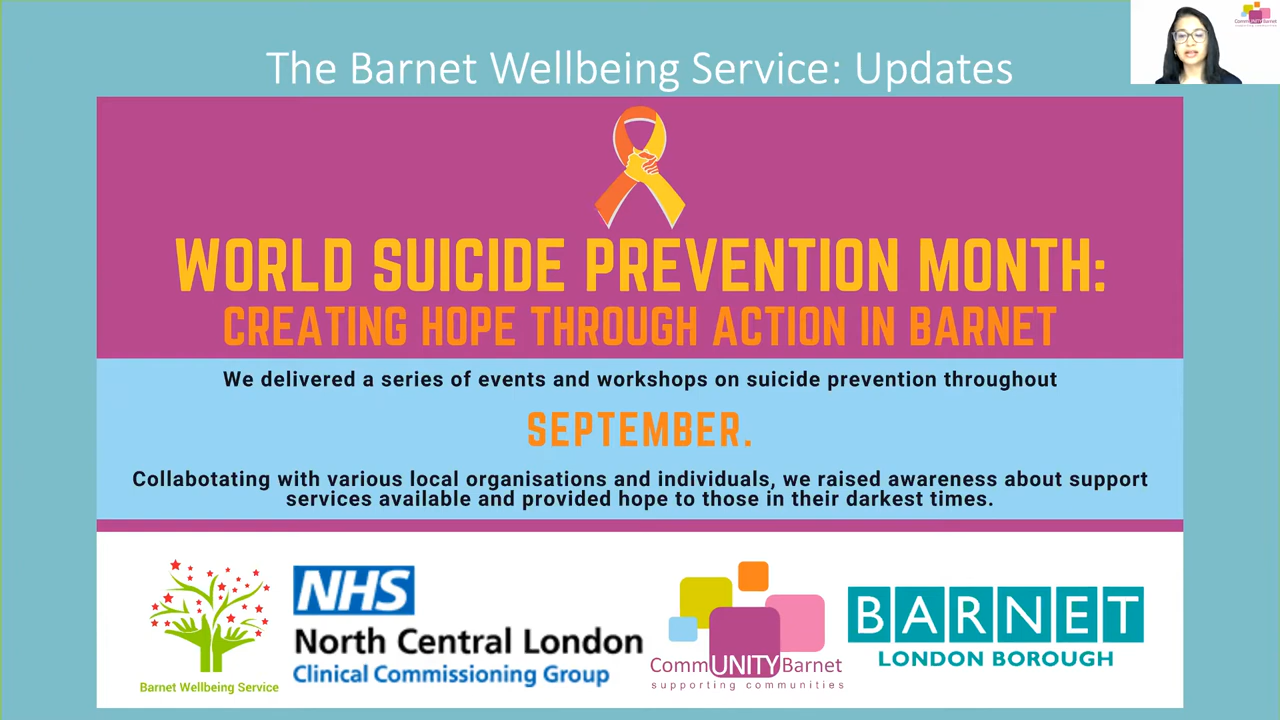 The Barnet Wellbeing Service: Updates
CommUNITYBarnet
WORLD SUICIDE PREVENTION MONTH:
CREATING HOPE THROUGH ACTION IN BARNET
We delivered a series of events and workshops on suicide prevention throughout
SEPTEMBER.
Collabotating with various local organisations and individuals, we raised awareness about support
services available and provided hope to those in their darkest times.
Barnet Wellbeing Service
NHS
North Central London
Clinical Commissioning Group
CommUNITYBarnet
supporting communities
BARNET
LONDON BOROUGH